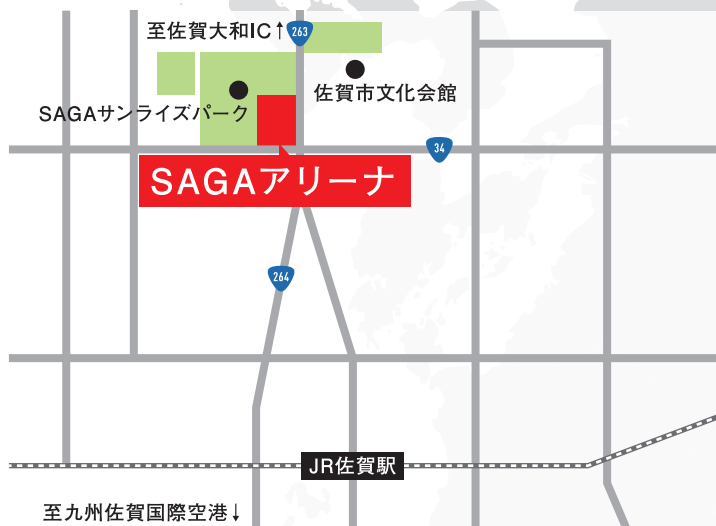 至佐賀大和IC↑
263
佐賀市文化会館
SAGAサンライズパーク
34
SAGAアリーナ
264
JR佐賀駅
至九州佐賀国際空港↓